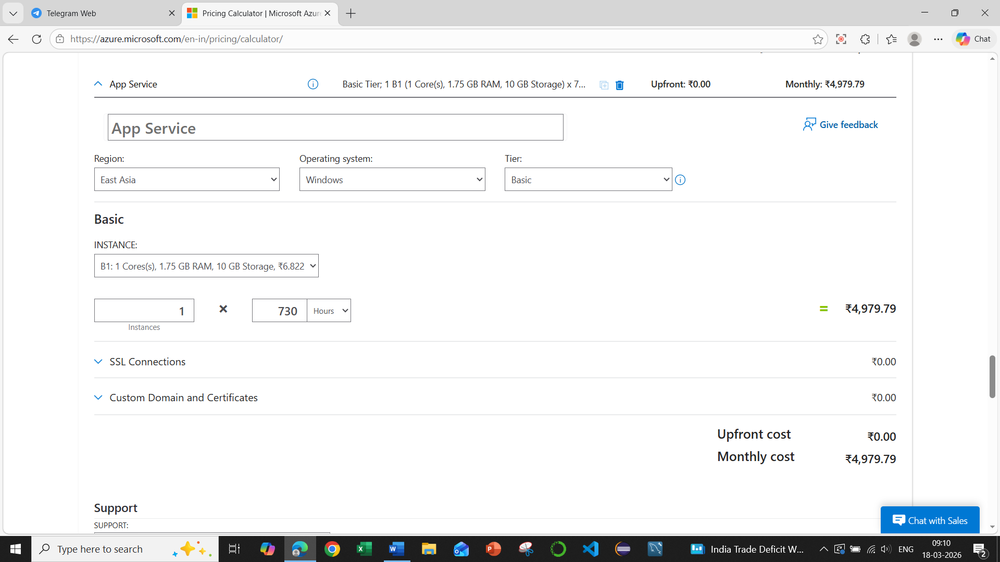 Telegram Web
Pricing Calculator | Microsoft Azure
https://azure.microsoft.com/en-in/pricing/calculator/
Chat
App Service
Basic Tier; 1 B1 (1 Core(s), 1.75 GB RAM, 10 GB Storage) x 7...
Upfront: ₹0.00
Monthly: ₹4,979.79
App Service
Give feedback
Region:
Operating system:
Tier:
East Asia
Windows
Basic
Basic
INSTANCE:
B1: 1 Cores(s), 1.75 GB RAM, 10 GB Storage, ₹6.822
1
730
Hours
=
₹4,979.79
Instances
SSL Connections
₹0.00
Custom Domain and Certificates
₹0.00
Upfront cost
₹0.00
Monthly cost
₹4,979.79
Support
SUPPORT:
Chat with Sales
Type here to search
India Trade Deficit W...
ENG
09:10
18-03-2026
2